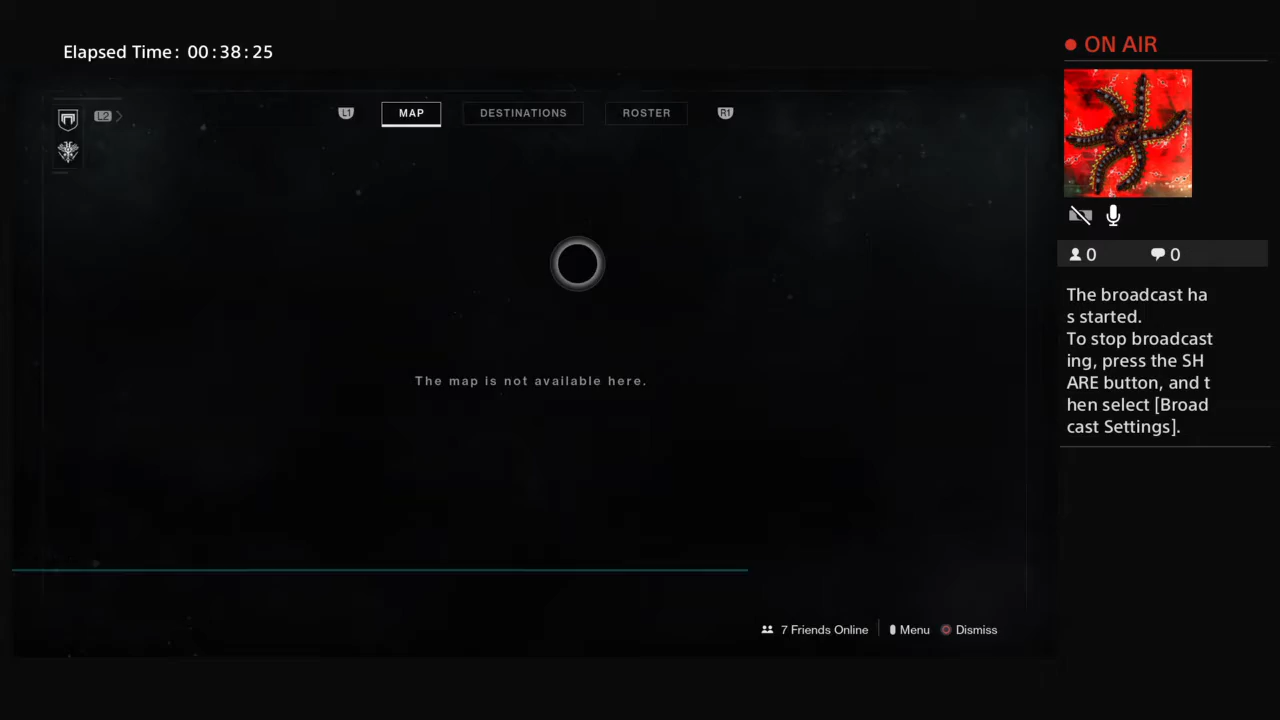 Elapsed Time: 00:38:25
ON AIR
L2
L1
MAP
DESTINATIONS
ROSTER
R1
0
0
The broadcast ha
s started.
To stop broadcast
ing, press the SH
ARE button, and t
hen select [Broad
cast Settings].
The map is not available here.
7 Friends Online
Menu
Dismiss